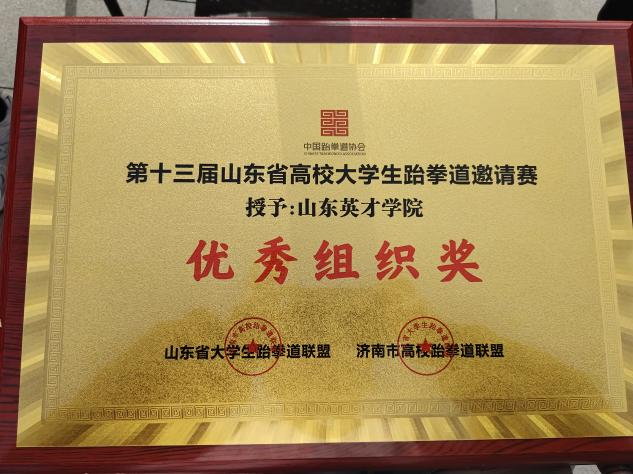 中国跆拳道协会
CHINESE TAEKWONDO ASSOCIATION
第十三届山东省高校大学生跆拳道邀请赛
授予:山东英才学院
优秀组织奖
山东省大学生跆拳道联盟 济南市高校跆拳道联盟